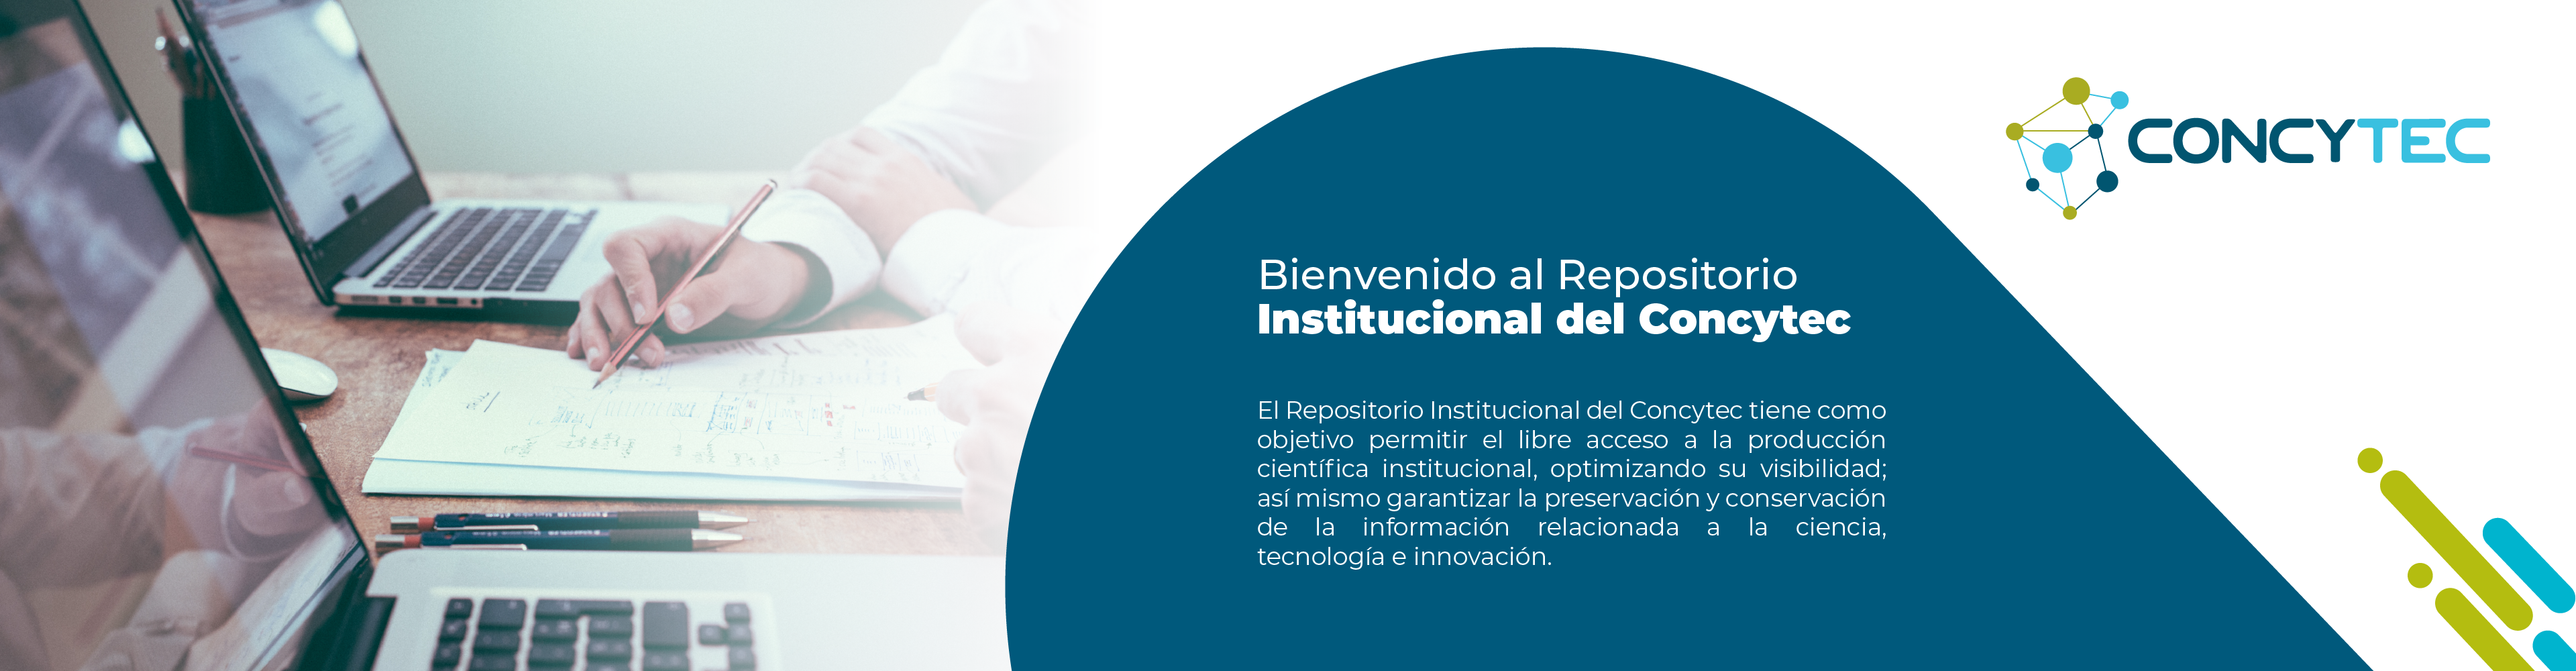 CONCYTEC
Bienvenido al Repositorio
Institucional del Concytec
El Repositorio Institucional del Concytec tiene como
objetivo permitir el libre acceso a la producción
científica institucional, optimizando su visibilidad;
así mismo garantizar la preservación y conservación
de la información relacionada a la ciencia,
tecnología e innovación.